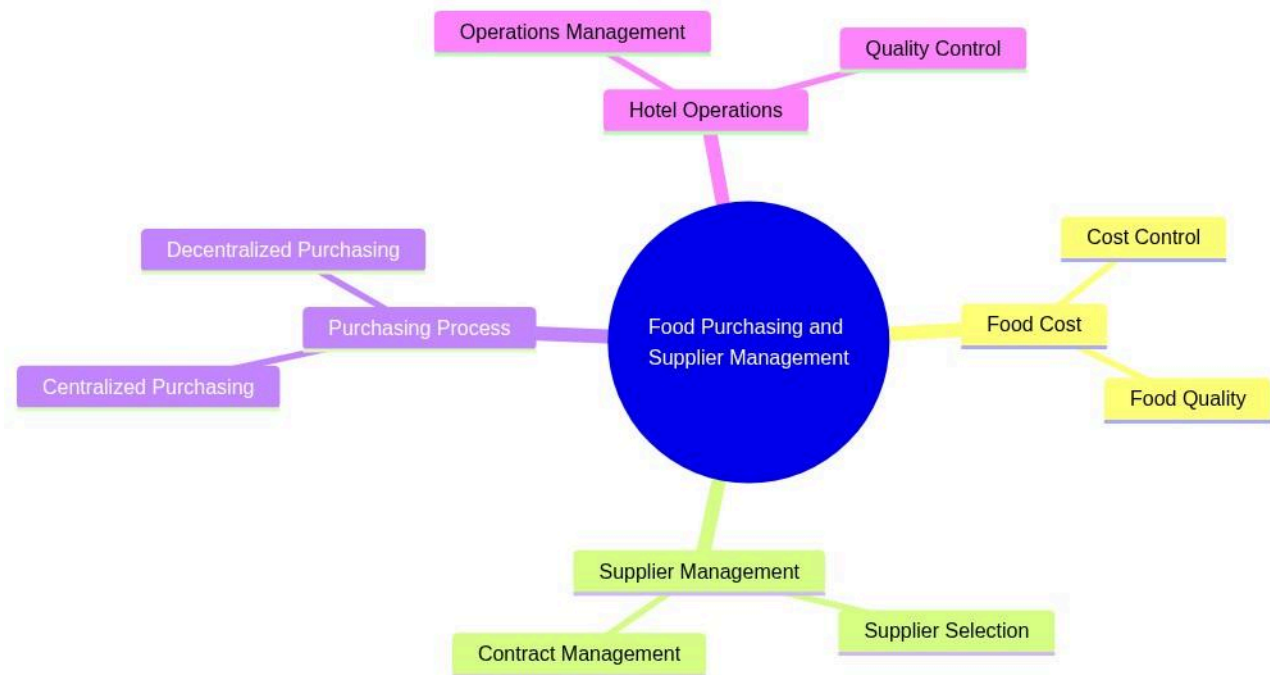 Operations Management
Quality Control
Hotel Operations
Decentralized Purchasing
Cost Control
Purchasing Process
Food Purchasing and
Supplier Management
Food Cost
Centralized Purchasing
Food Quality
Supplier Management
Supplier Selection
Contract Management